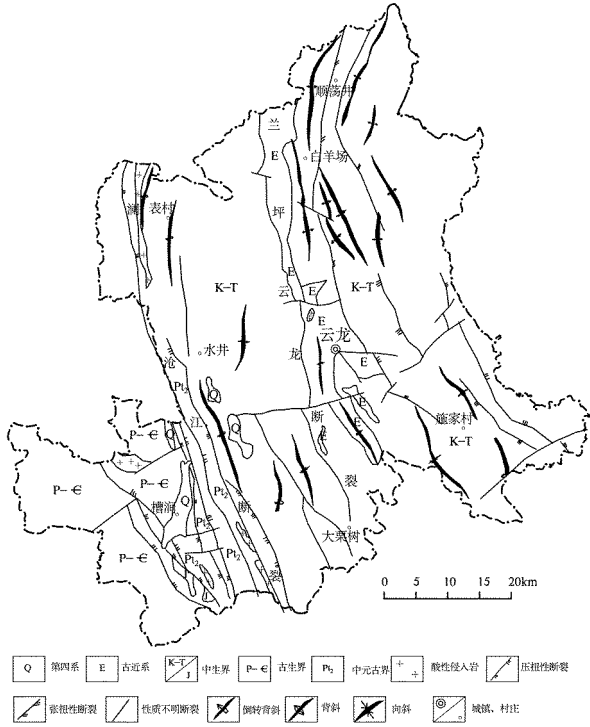 顺荡井
兰
E
白羊场
澜
表村
坪
E
K-T
云
E
K-T
E
龙
云龙
沧
水井
E
Pt₂
Q
E
江
断
施家村
P-Є
Q
Q
E
E
K-T
P-Є
Q
Pt₂
断
裂
槽涧
Pt₂
大栗树
P-Є
Pt₂
Pt₂
裂
0 5 10 15 20km
Q 第四系 E 古近系 K-T J 中生界 P-Є 古生界 Pt₂ 中元古界 酸性侵入岩 压扭性断裂
张扭性断裂 性质不明断裂 倒转背斜 背斜 向斜 城镇、村庄